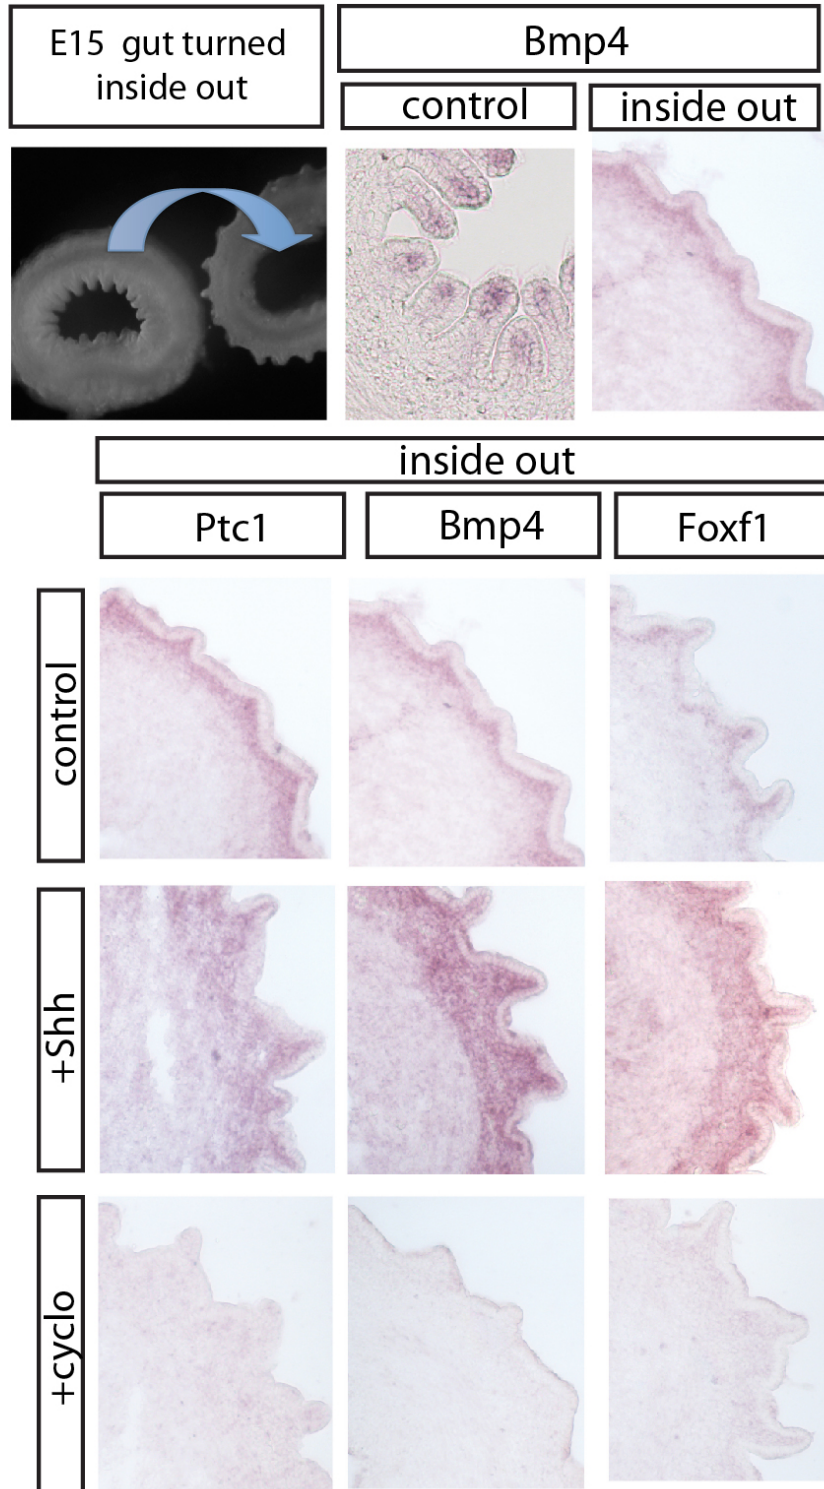 E15 gut turned
inside out
Bmp4
control
inside out
inside out
Ptc1
Bmp4
Foxf1
control
+Shh
+cyclo